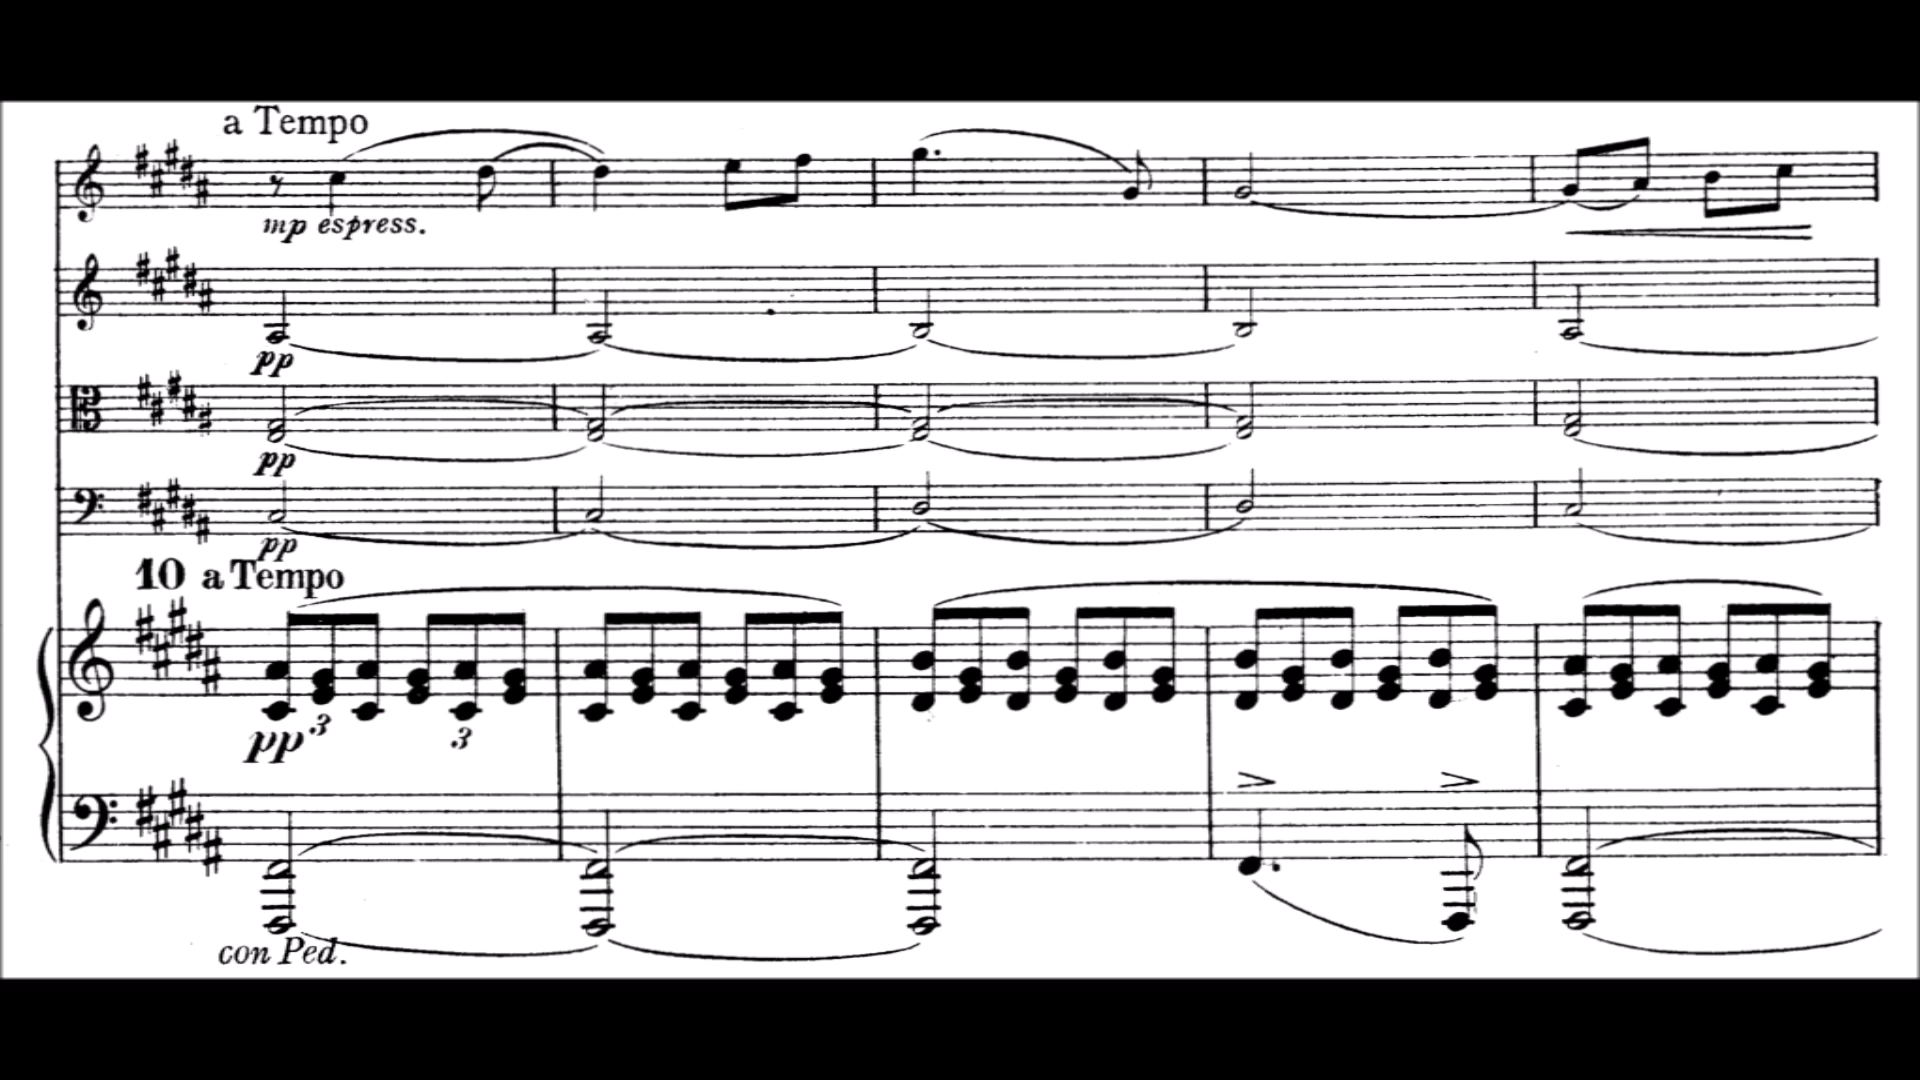 a Tempo
mp espress.
pp
pp
pp
10 a Tempo
pp 3 3
con Ped.